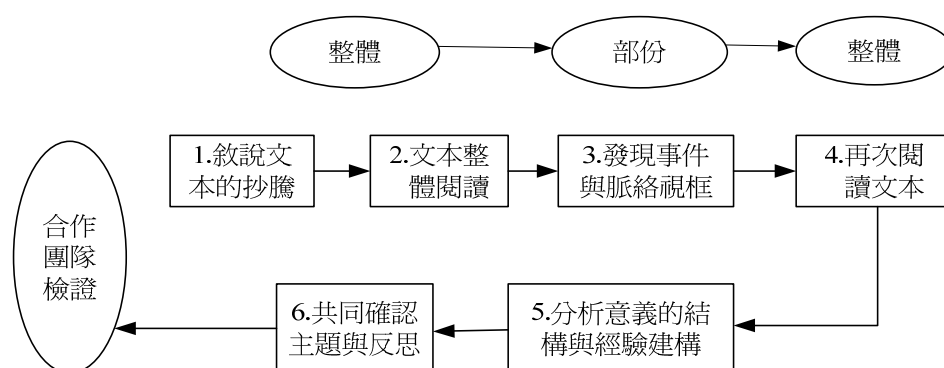 整體
部份
整體
1.敘說文
本的抄騰
2.文本整
體閱讀
3.發現事件
與脈絡視框
4.再次閱
讀文本
合作
團隊
檢證
6.共同確認
主題與反思
5.分析意義的結
構與經驗建構